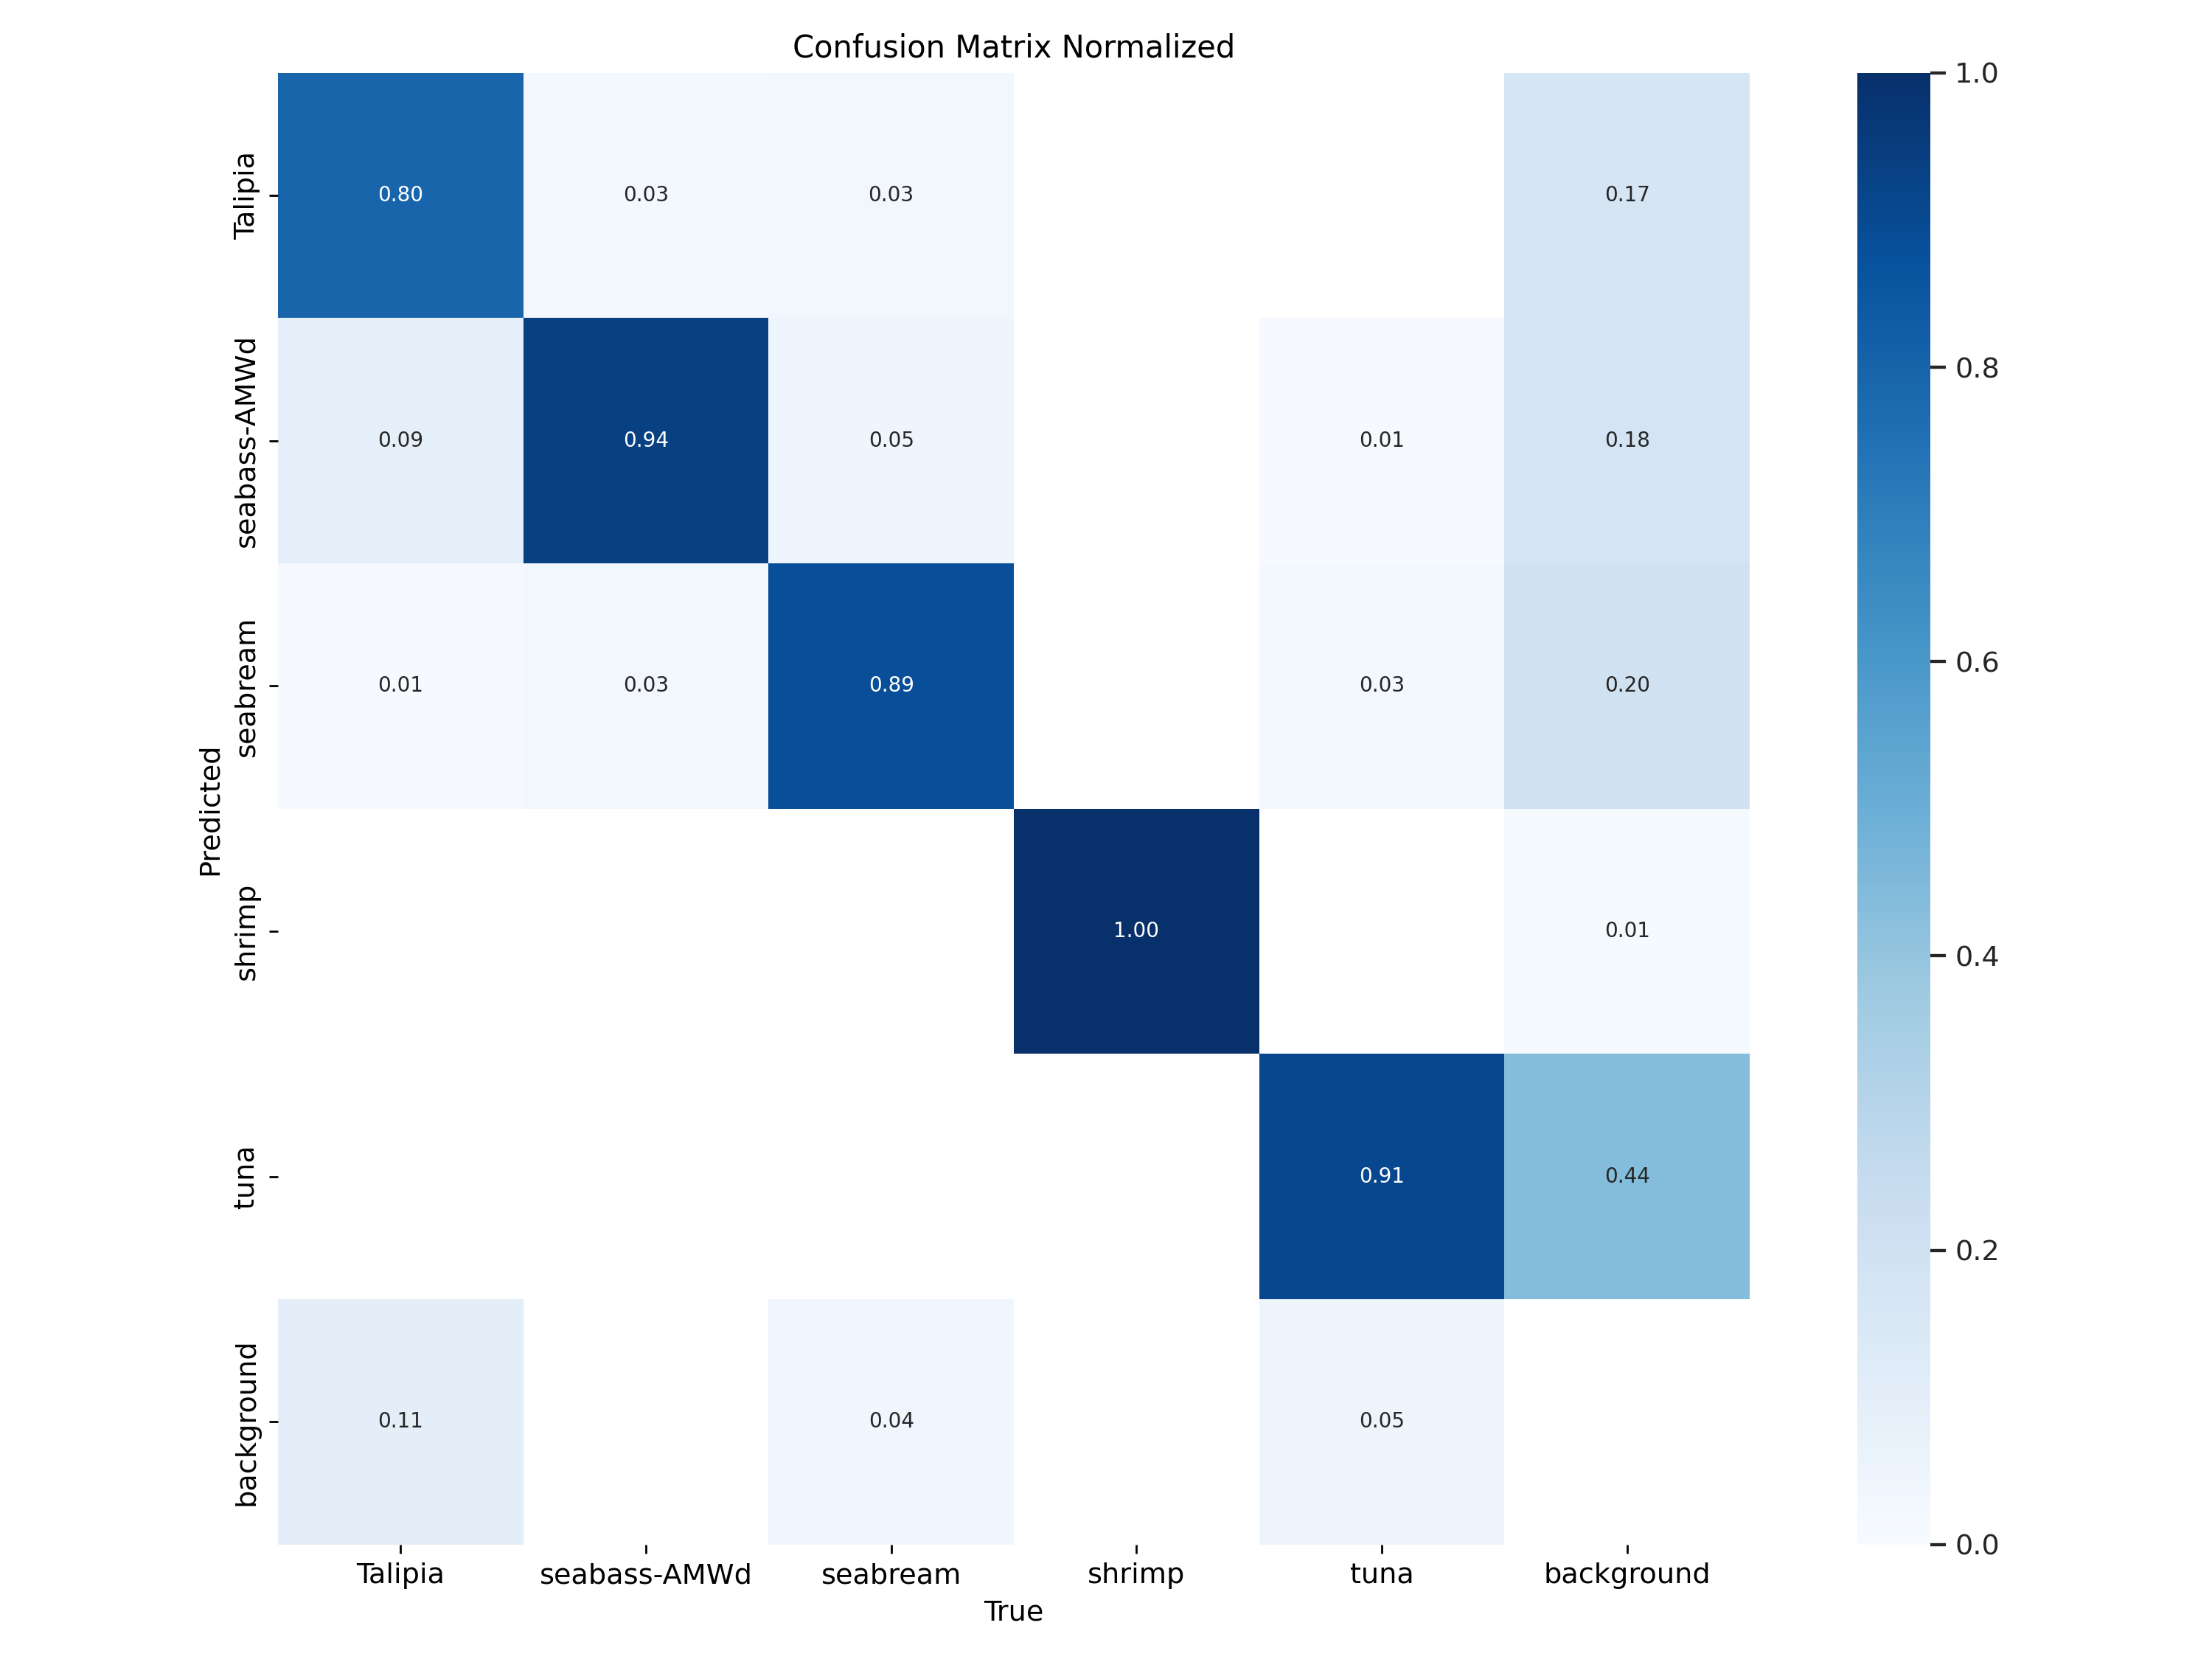 Confusion Matrix Normalized
Talipia
0.80
0.03
0.03
0.17
seabass-AMWd
0.09
0.94
0.05
0.01
0.18
seabream
0.01
0.03
0.89
0.03
0.20
shrimp
1.00
0.01
tuna
0.91
0.44
background
0.11
0.04
0.05
Predicted
Talipia
seabass-AMWd
seabream
shrimp
tuna
background
True
1.0
0.8
0.6
0.4
0.2
0.0